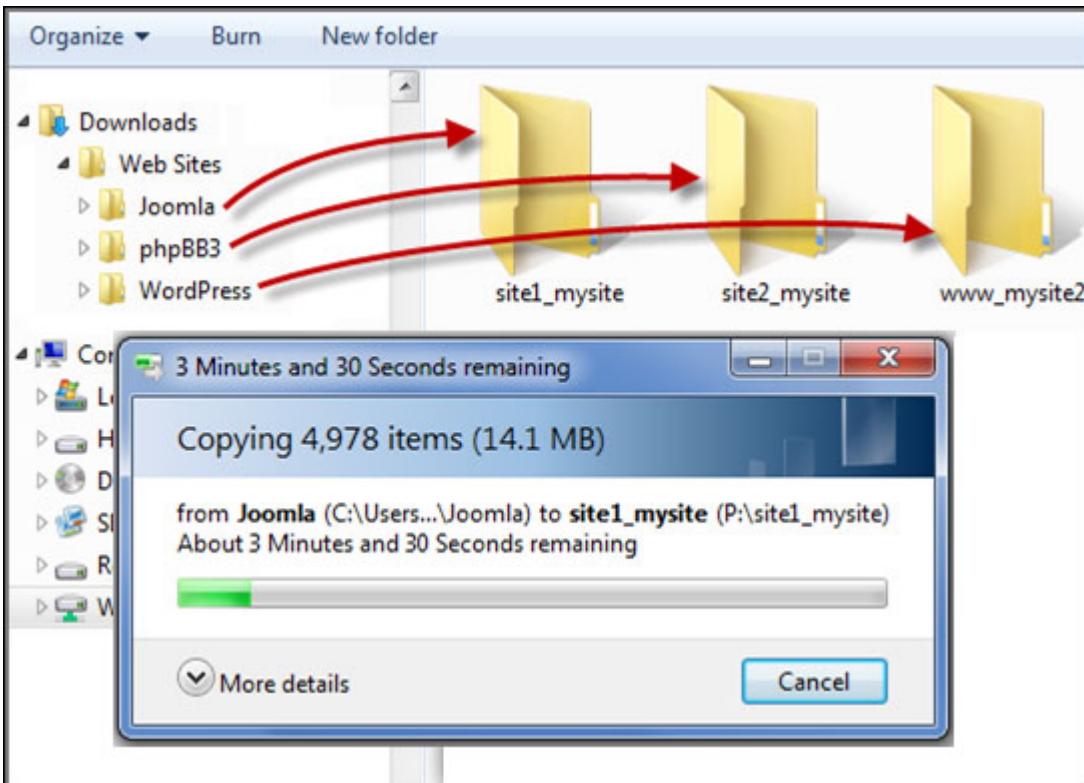 Organize Burn New folder
Downloads
Web Sites
Joomla
phpBB3
WordPress
site1_mysite site2_mysite www_mysite2
3 Minutes and 30 Seconds remaining
Copying 4,978 items (14.1 MB)
from Joomla (C:\Users...\Joomla) to site1_mysite (P:\site1_mysite)
About 3 Minutes and 30 Seconds remaining
More details Cancel